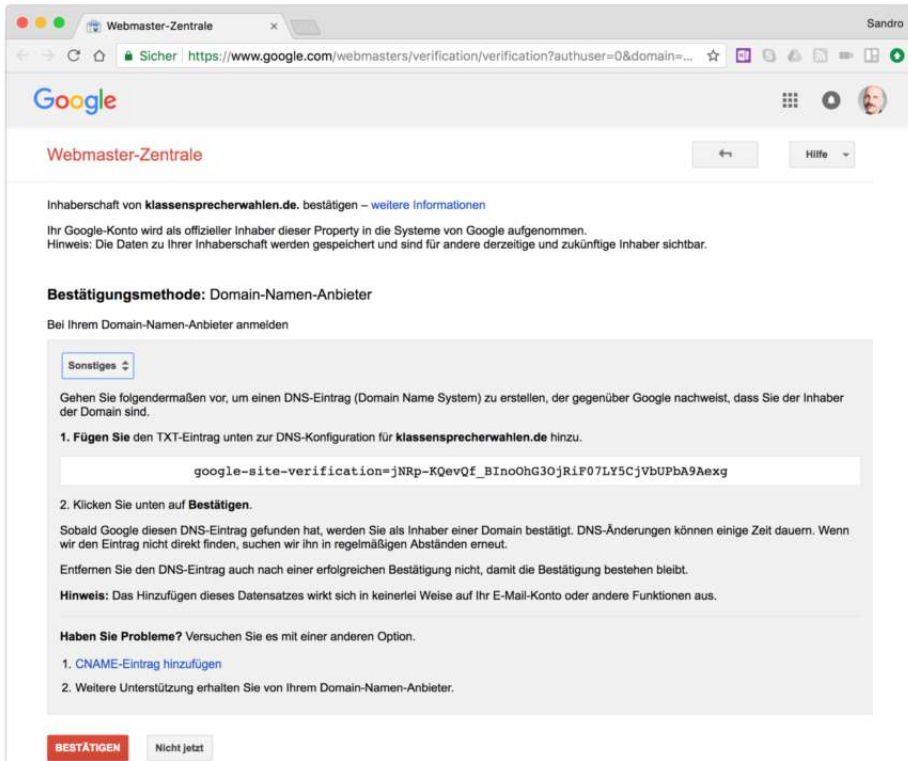 Webmaster-Zentrale
Sandro
Sicher https://www.google.com/webmasters/verification/verification?authuser=0&domain=...
Google
Webmaster-Zentrale
Hilfe
Inhaberschaft von klassensprecherwahlen.de. bestätigen – weitere Informationen
Ihr Google-Konto wird als offizieller Inhaber dieser Property in die Systeme von Google aufgenommen.
Hinweis: Die Daten zu Ihrer Inhaberschaft werden gespeichert und sind für andere derzeitige und zukünftige Inhaber sichtbar.
Bestätigungsmethode: Domain-Namen-Anbieter
Bei Ihrem Domain-Namen-Anbieter anmelden
Sonstiges
Gehen Sie folgendermaßen vor, um einen DNS-Eintrag (Domain Name System) zu erstellen, der gegenüber Google nachweist, dass Sie der Inhaber
der Domain sind.
1. Fügen Sie den TXT-Eintrag unten zur DNS-Konfiguration für klassensprecherwahlen.de hinzu.
google-site-verification=jNRp-KQevQf_BInoOhG3OjRiF07LY5CjVbUPbA9Aexg
2. Klicken Sie unten auf Bestätigen.
Sobald Google diesen DNS-Eintrag gefunden hat, werden Sie als Inhaber einer Domain bestätigt. DNS-Änderungen können einige Zeit dauern. Wenn
wir den Eintrag nicht direkt finden, suchen wir ihn in regelmäßigen Abständen erneut.
Entfernen Sie den DNS-Eintrag auch nach einer erfolgreichen Bestätigung nicht, damit die Bestätigung bestehen bleibt.
Hinweis: Das Hinzufügen dieses Datensatzes wirkt sich in keinerlei Weise auf Ihr E-Mail-Konto oder andere Funktionen aus.
Haben Sie Probleme? Versuchen Sie es mit einer anderen Option.
1. CNAME-Eintrag hinzufügen
2. Weitere Unterstützung erhalten Sie von Ihrem Domain-Namen-Anbieter.
BESTÄTIGEN
Nicht jetzt